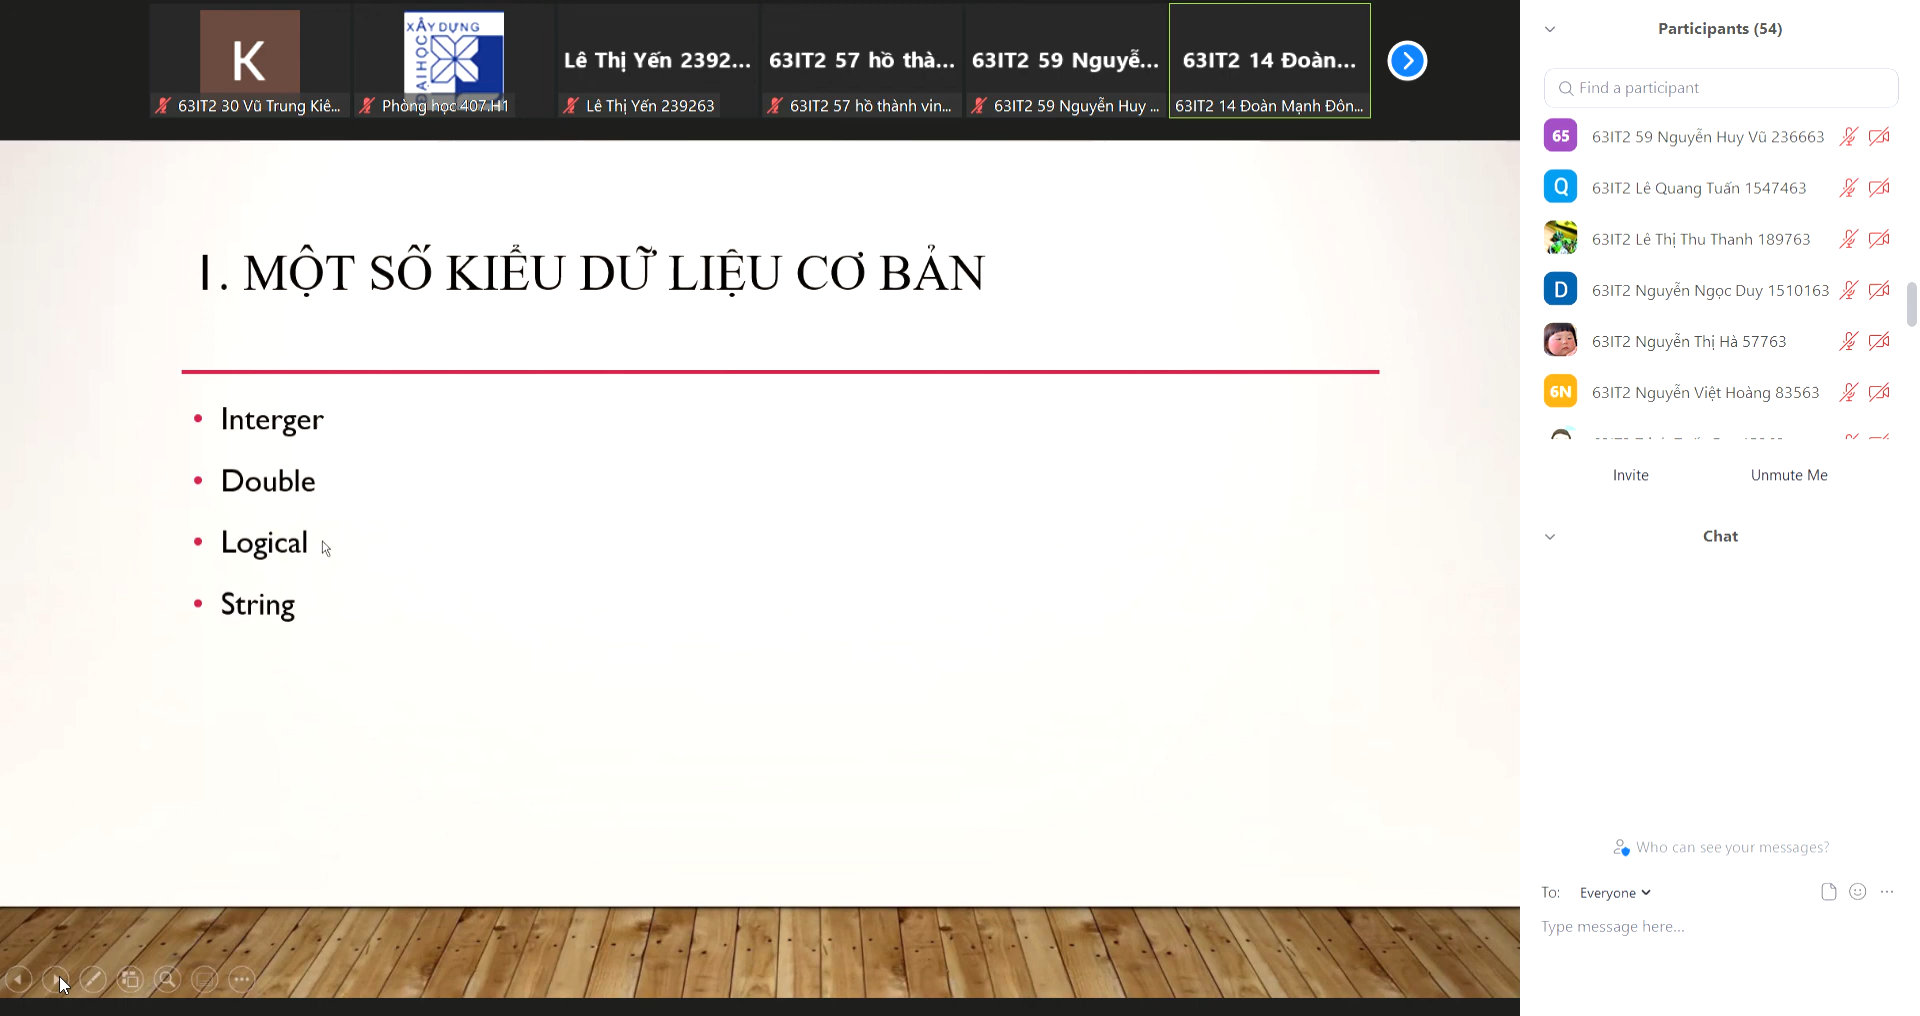 K
XÂY DỰNG
ĐẠI HỌC
Lê Thị Yến 2392...
63IT2 57 hồ thà...
63IT2 59 Nguyễ...
63IT2 14 Đoàn...
63IT2 30 Vũ Trung Kiê...
Phòng học 407.H1
Lê Thị Yến 239263
63IT2 57 hồ thành vin...
63IT2 59 Nguyễn Huy ...
63IT2 14 Đoàn Mạnh Đôn...
1. MỘT SỐ KIỂU DỮ LIỆU CƠ BẢN
• Interger
• Double
• Logical
• String
Participants (54)
Find a participant
65
63IT2 59 Nguyễn Huy Vũ 236663
Q
63IT2 Lê Quang Tuấn 1547463
63IT2 Lê Thị Thu Thanh 189763
D
63IT2 Nguyễn Ngọc Duy 1510163
63IT2 Nguyễn Thị Hà 57763
6N
63IT2 Nguyễn Việt Hoàng 83563
Invite
Unmute Me
Chat
Who can see your messages?
To: Everyone
Type message here...